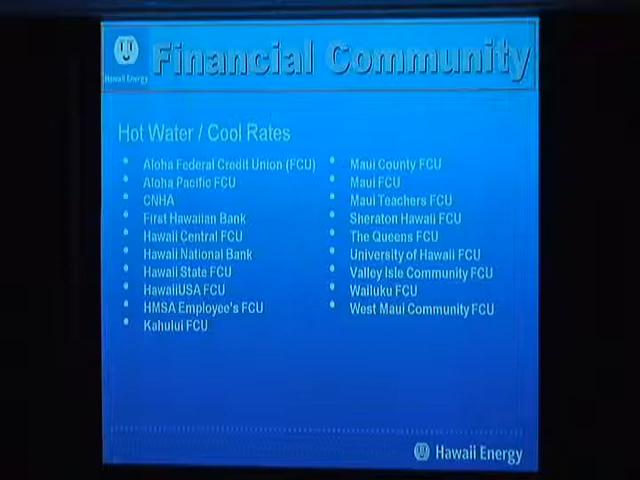 Hawaii Energy
Financial Community
Hot Water / Cool Rates
Aloha Federal Credit Union (FCU)
Aloha Pacific FCU
CNHA
First Hawaiian Bank
Hawaii Central FCU
Hawaii National Bank
Hawaii State FCU
HawaiiUSA FCU
HMSA Employee's FCU
Kahului FCU
Maui County FCU
Maui FCU
Maui Teachers FCU
Sheraton Hawaii FCU
The Queens FCU
University of Hawaii FCU
Valley Isle Community FCU
Wailuku FCU
West Maui Community FCU
Hawaii Energy